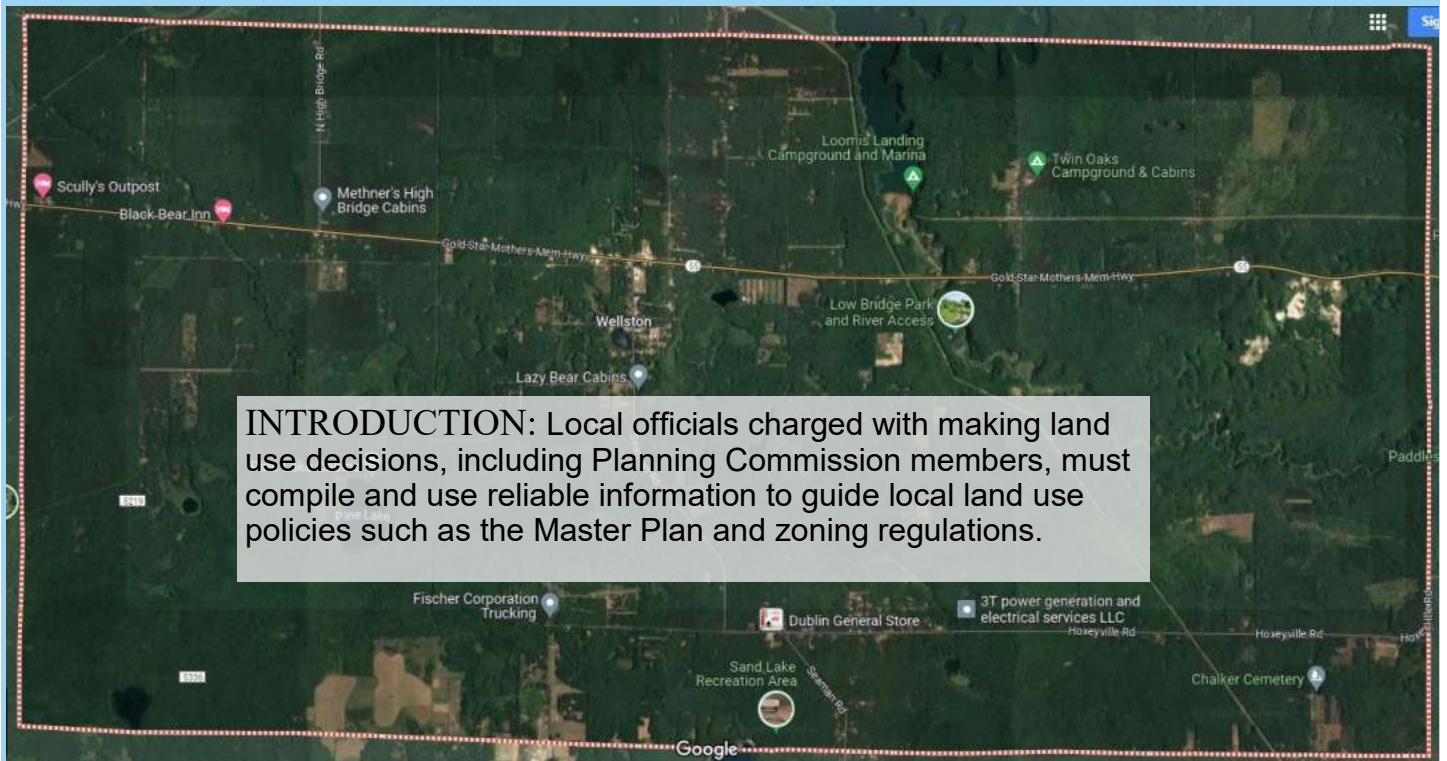 Sig
N High Bridge Rd
Loomis Landing
Campground and Marina
Twin Oaks
Campground & Cabins
Scully's Outpost
Methner's High
Bridge Cabins
Black Bear Inn
Hwy
Gold-Star-Mothers-Mem-Hwy
55
Gold-Star-Mothers-Mem-Hwy
55
Low Bridge Park
and River Access
Wellston
Lazy Bear Cabins
INTRODUCTION: Local officials charged with making land
use decisions, including Planning Commission members, must
compile and use reliable information to guide local land use
policies such as the Master Plan and zoning regulations.
Paddles
5219
Pine Lake
Fischer Corporation
Trucking
Dublin General Store
3T power generation and
electrical services LLC
Hoxeyville Rd
Hoxeyville Rd
Sand Lake
Recreation Area
Seaman Rd
Chalker Cemetery
5336
Google